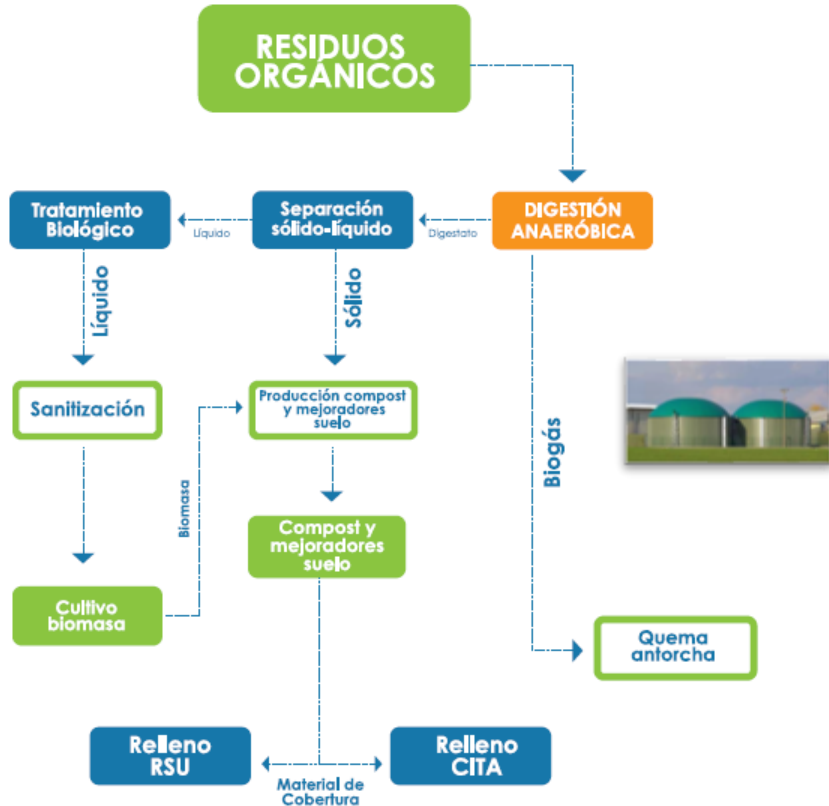 RESIDUOS
ORGÁNICOS
Tratamiento
Biológico
Líquido
Separación
sólido-líquido
Digestato
DIGESTIÓN
ANAERÓBICA
Líquido
Sólido
Biogás
Sanitización
Producción compost
y mejoradores
suelo
Biomasa
Compost y
mejoradores
suelo
Cultivo
biomasa
Quema
antorcha
Relleno
RSU
Material de
Cobertura
Relleno
CITA